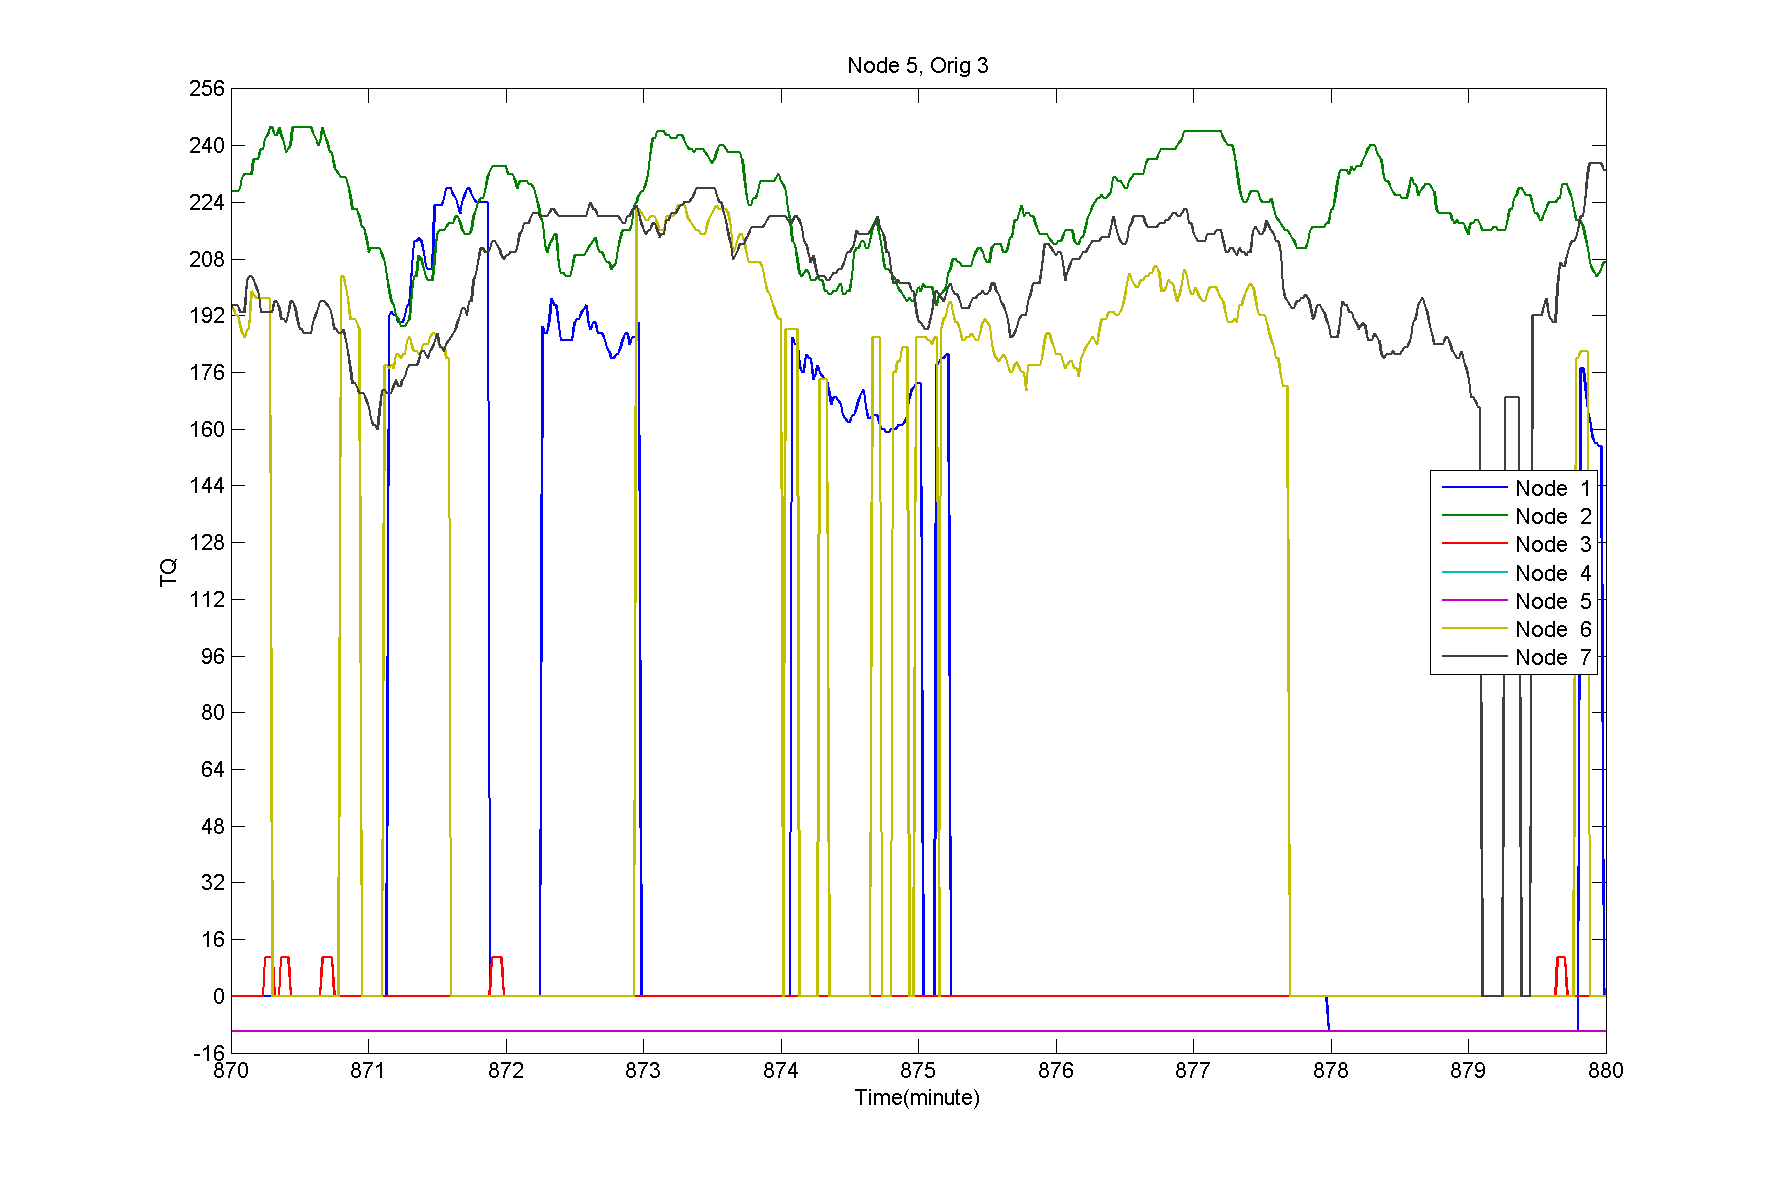 Node 5, Orig 3
256
240
224
208
192
176
160
144
128
112
96
80
64
48
32
16
0
-16
TQ
870 871 872 873 874 875 876 877 878 879 880
Time(minute)
Node 1
Node 2
Node 3
Node 4
Node 5
Node 6
Node 7